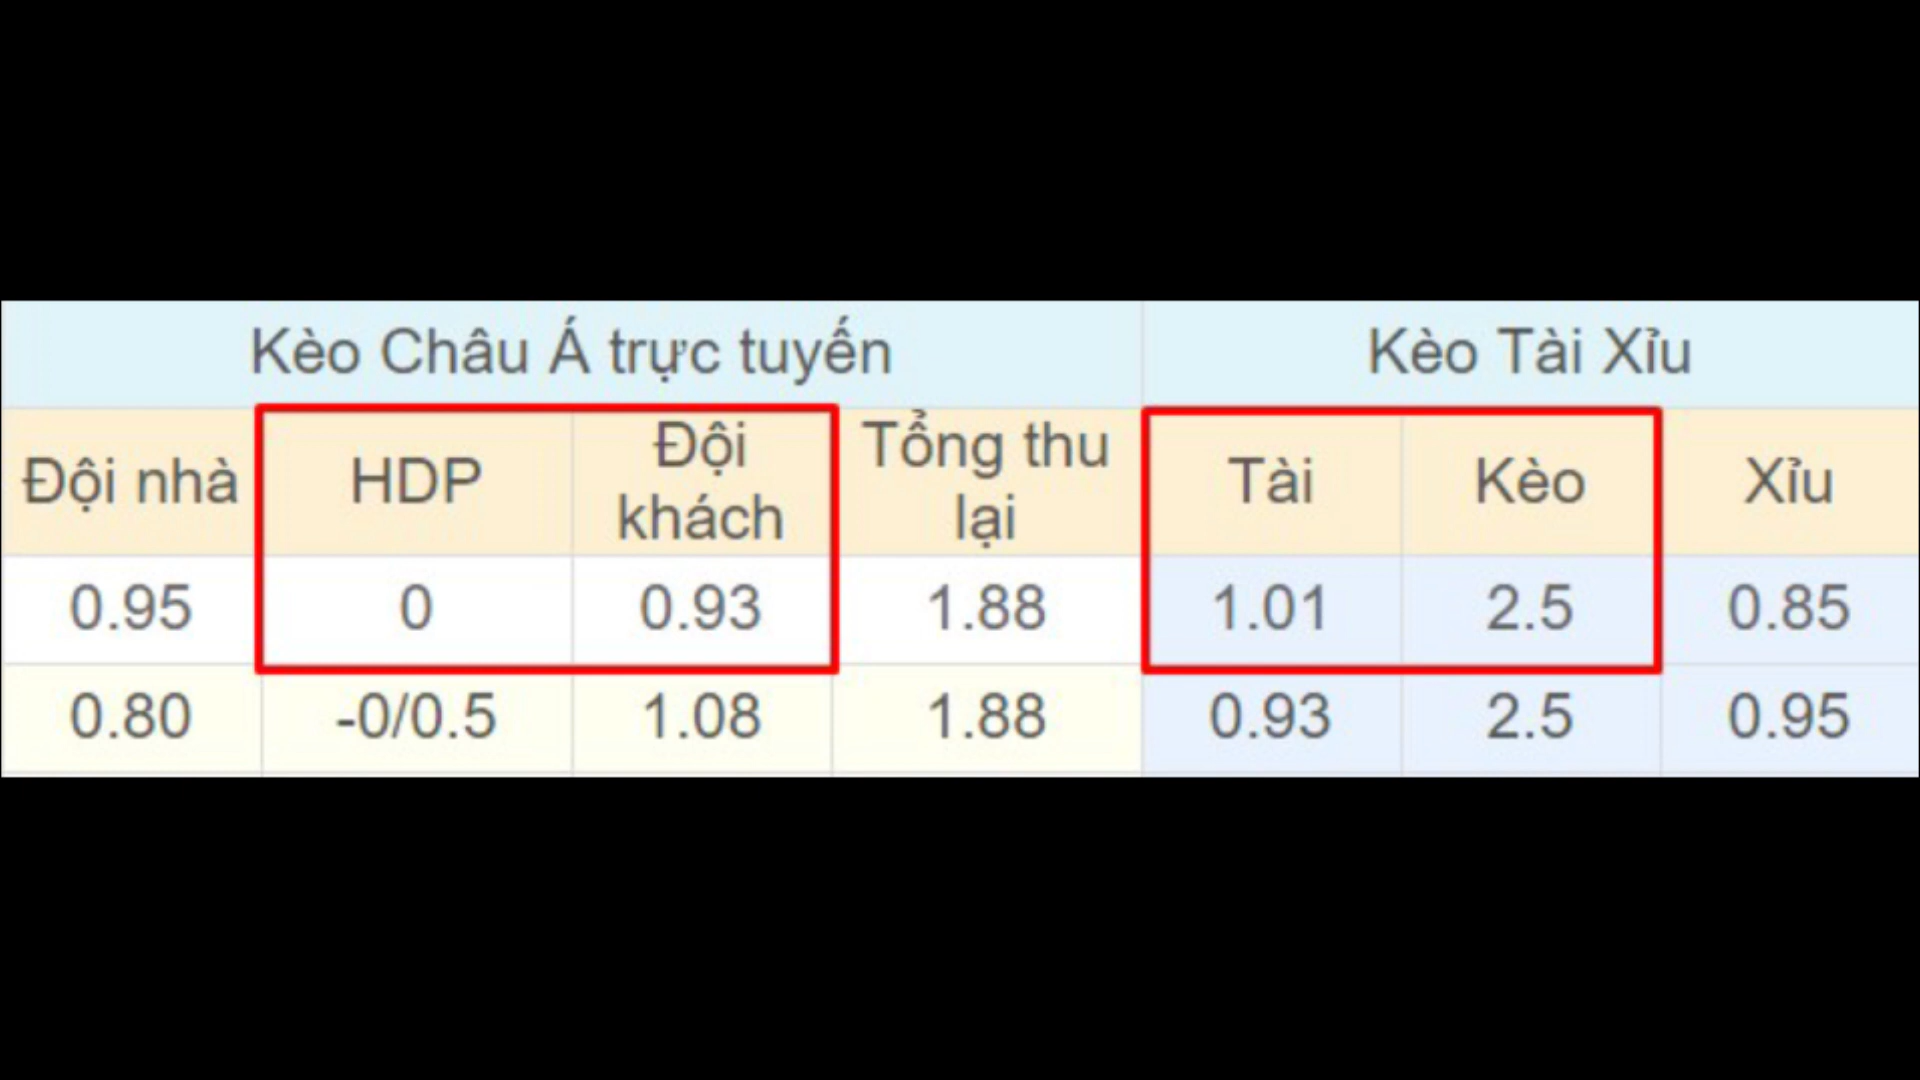 Kèo Châu Á trực tuyến Kèo Tài Xỉu
Đội nhà HDP Đội khách Tổng thu lại Tài Kèo Xỉu
0.95 0 0.93 1.88 1.01 2.5 0.85
0.80 -0/0.5 1.08 1.88 0.93 2.5 0.95